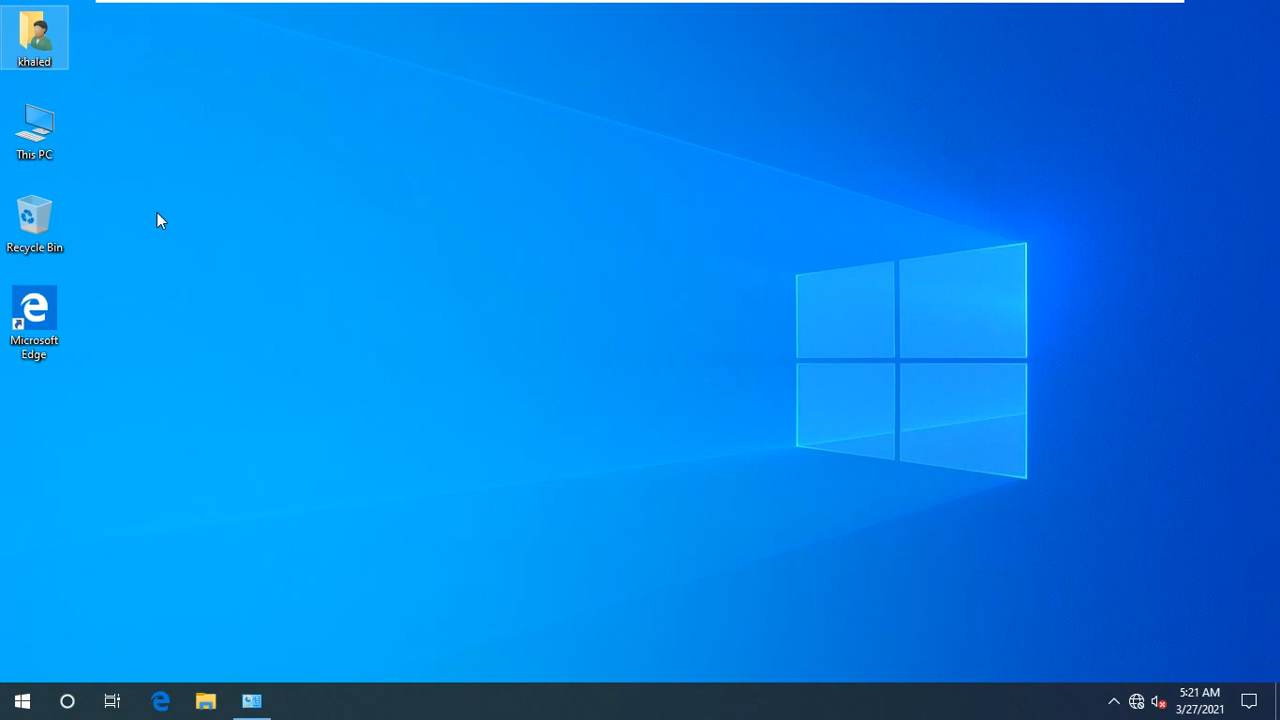 khaled
This PC
Recycle Bin
Microsoft
Edge
5:21 AM
3/27/2021